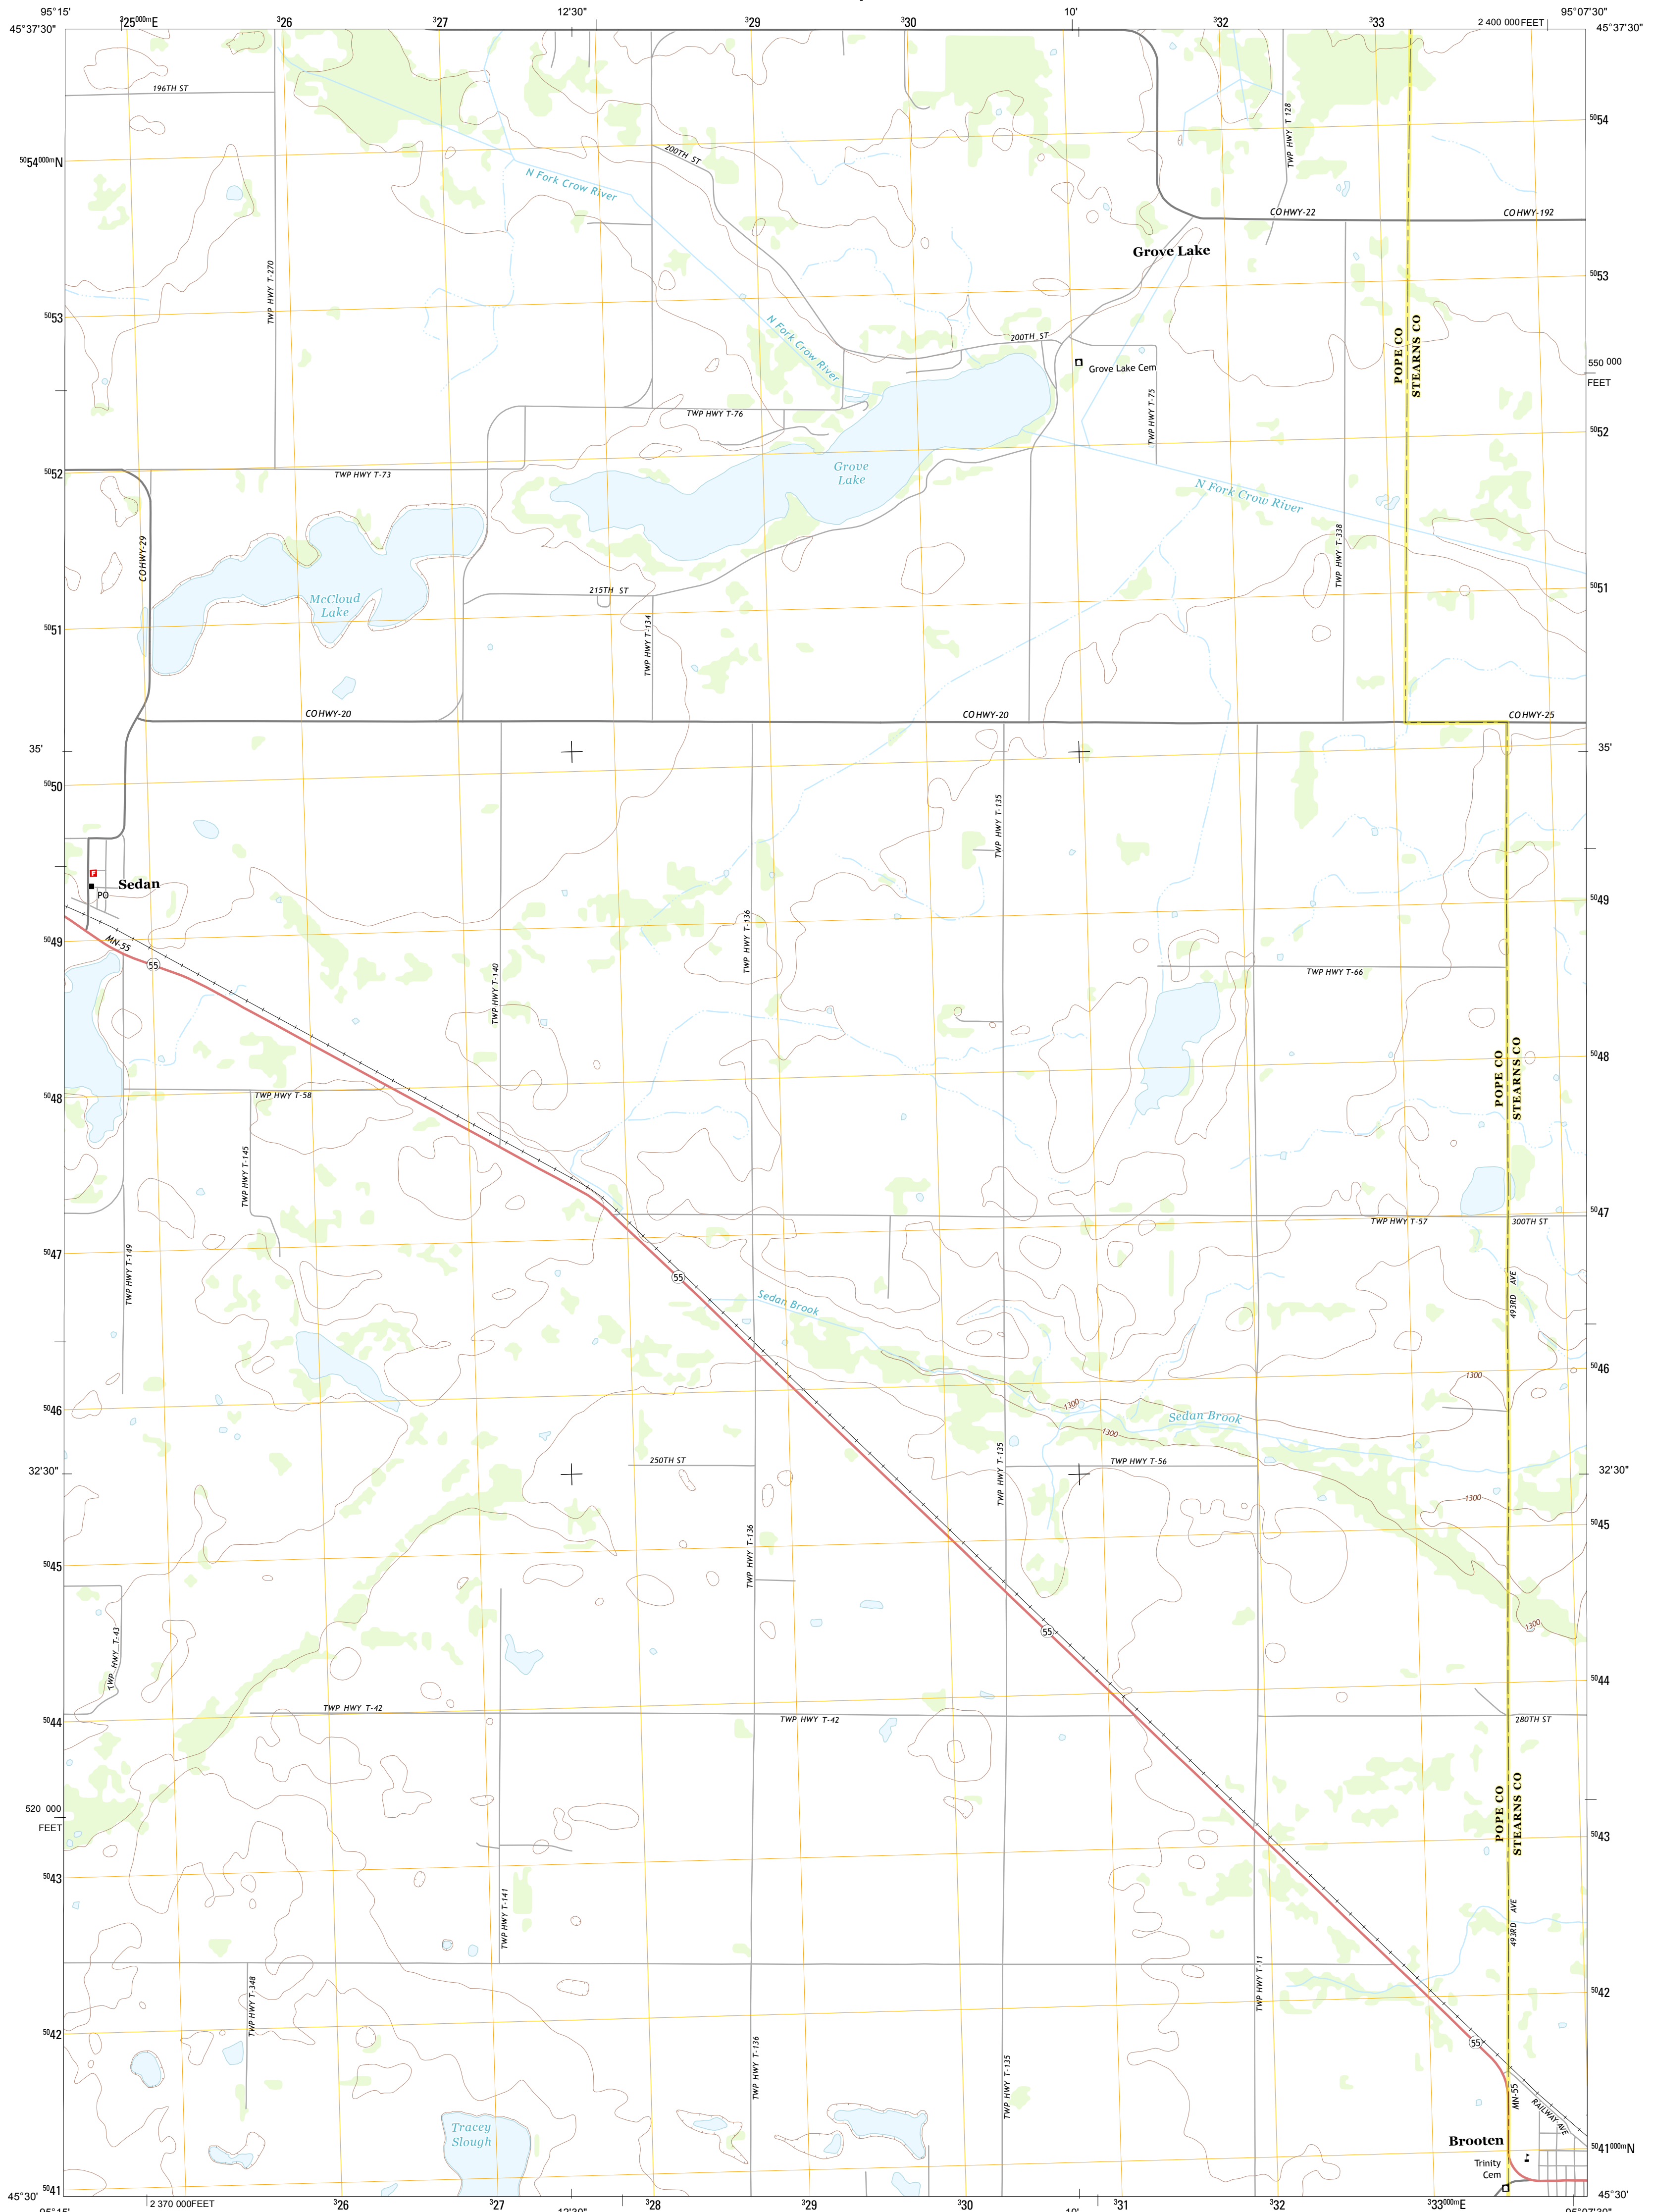 95°15'
³25⁰⁰⁰ᵐE
³26
³27
12'30"
³29
³30
10'
³32
³33
2 400 000 FEET
95°07'30"
45°37'30"
45°37'30"
196TH ST
TWP HWY T 128
⁵⁰54
200TH ST
⁵⁰54⁰⁰⁰ᵐN
N Fork Crow River
CO HWY-22
CO HWY-192
Grove Lake
TWP HWY T-270
⁵⁰53
⁵⁰53
N Fork Crow River
200TH ST
POPE CO
STEARNS CO
550 000
FEET
Grove Lake Cem
TWP HWY T-76
TWP HWY T-75
⁵⁰52
⁵⁰52
TWP HWY T-73
Grove
Lake
N Fork Crow River
CO HWY-29
TWP HWY T-338
215TH ST
⁵⁰51
McCloud
Lake
⁵⁰51
TWP HWY T-134
CO HWY-20
CO HWY-20
CO HWY-25
35'
35'
⁵⁰50
TWP HWY T-135
Sedan
F
PO
⁵⁰49
⁵⁰49
MN-55
55
TWP HWY T-136
TWP HWY T-140
TWP HWY T-66
⁵⁰48
POPE CO
STEARNS CO
⁵⁰48
TWP HWY T-58
TWP HWY T-145
⁵⁰47
TWP HWY T-57
300TH ST
⁵⁰47
TWP HWY T-149
55
Sedan Brook
493RD AVE
⁵⁰46
⁵⁰46
1300
1300
Sedan Brook
1300
32'30"
250TH ST
TWP HWY T-56
32'30"
TWP HWY T-135
1300
⁵⁰45
⁵⁰45
TWP HWY T-136
1300
55
TWP HWY T-43
⁵⁰44
TWP HWY T-42
TWP HWY T-42
280TH ST
⁵⁰44
520 000
FEET
POPE CO
STEARNS CO
⁵⁰43
⁵⁰43
TWP HWY T-141
493RD AVE
TWP HWY T-348
TWP HWY T-11
⁵⁰42
⁵⁰42
55
TWP HWY T-136
TWP HWY T-135
MN-55
RAILWAY AVE
Tracey
Slough
Brooten
⁵⁰41⁰⁰⁰ᵐN
Trinity
Cem
⁵⁰41
45°30'
45°30'
2 370 000 FEET
³26
³27
³28
³29
³30
³31
³32
³33⁰⁰⁰ᵐE
95°15'
12'30"
10'
95°07'30"